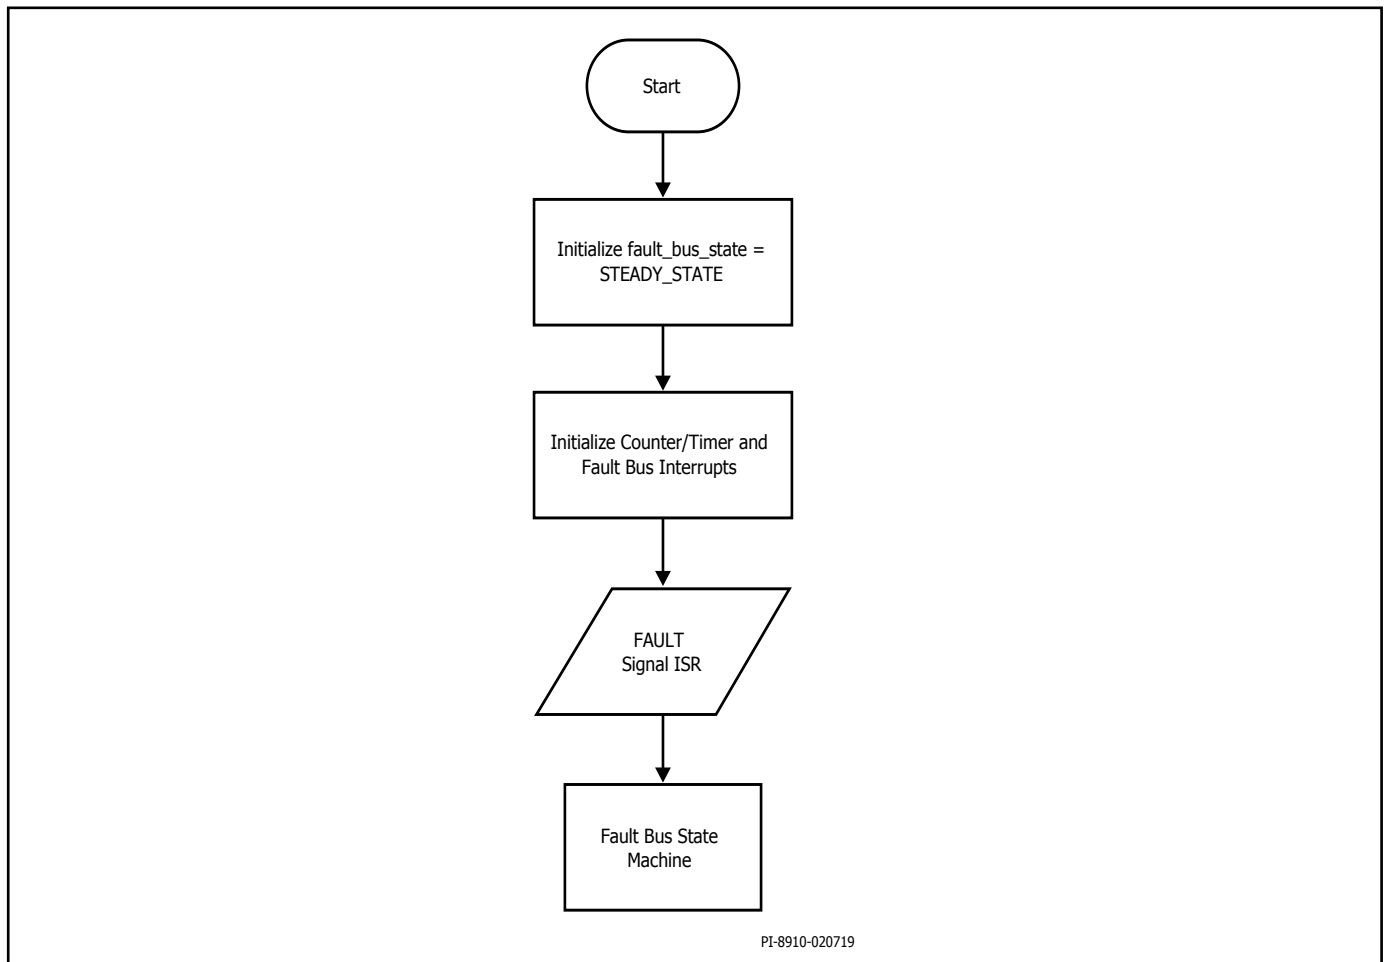 Start
Initialize fault_bus_state =
STEADY_STATE
Initialize Counter/Timer and
Fault Bus Interrupts
FAULT
Signal ISR
Fault Bus State
Machine
PI-8910-020719